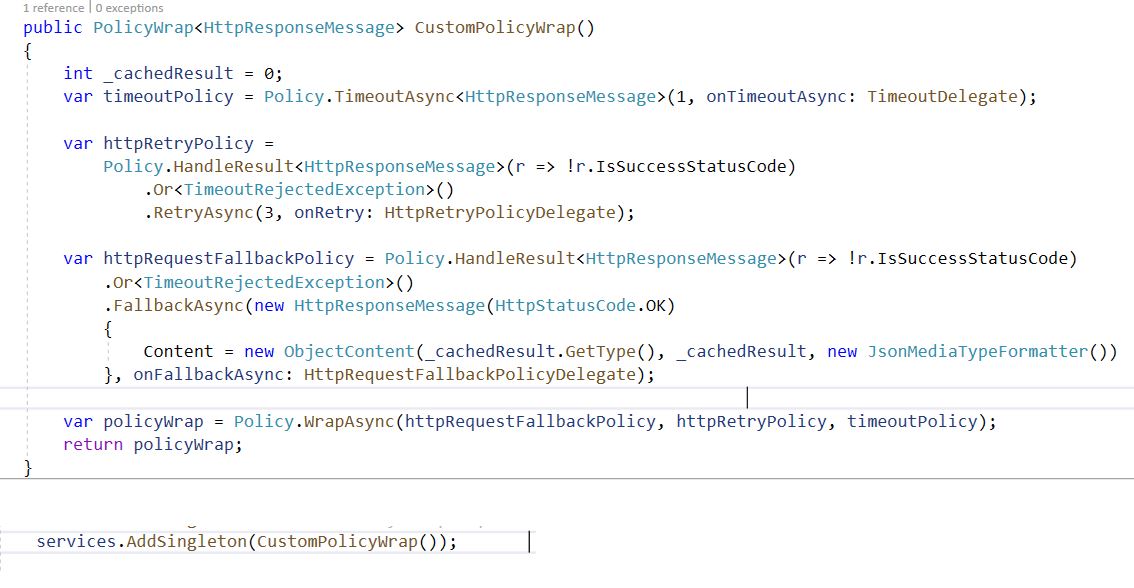 1 reference | 0 exceptions
public PolicyWrap<HttpResponseMessage> CustomPolicyWrap()
{
int _cachedResult = 0;
var timeoutPolicy = Policy.TimeoutAsync<HttpResponseMessage>(1, onTimeoutAsync: TimeoutDelegate);
var httpRetryPolicy =
Policy.HandleResult<HttpResponseMessage>(r => !r.IsSuccessStatusCode)
.Or<TimeoutRejectedException>()
.RetryAsync(3, onRetry: HttpRetryPolicyDelegate);
var httpRequestFallbackPolicy = Policy.HandleResult<HttpResponseMessage>(r => !r.IsSuccessStatusCode)
.Or<TimeoutRejectedException>()
.FallbackAsync(new HttpResponseMessage(HttpStatusCode.OK)
{
Content = new ObjectContent(_cachedResult.GetType(), _cachedResult, new JsonMediaTypeFormatter())
}, onFallbackAsync: HttpRequestFallbackPolicyDelegate);
var policyWrap = Policy.WrapAsync(httpRequestFallbackPolicy, httpRetryPolicy, timeoutPolicy);
return policyWrap;
}
services.AddSingleton(CustomPolicyWrap());